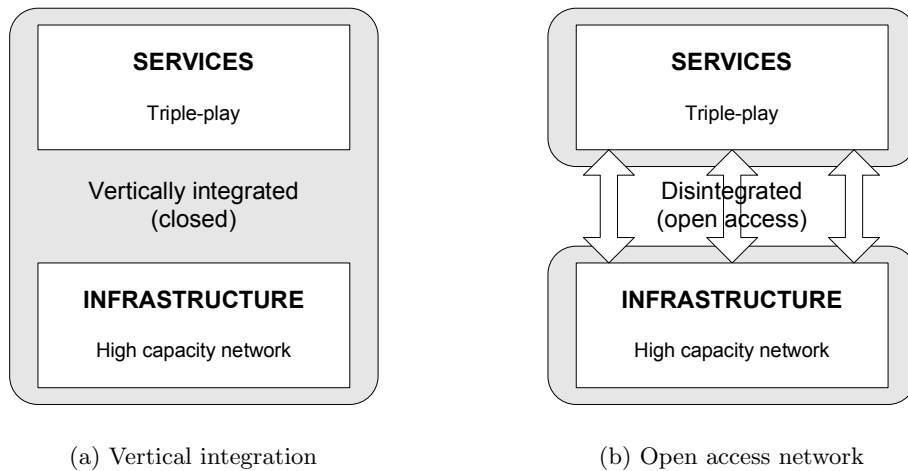 SERVICES
Triple-play
Vertically integrated
(closed)
INFRASTRUCTURE
High capacity network
(a) Vertical integration
SERVICES
Triple-play
Disintegrated
(open access)
INFRASTRUCTURE
High capacity network
(b) Open access network